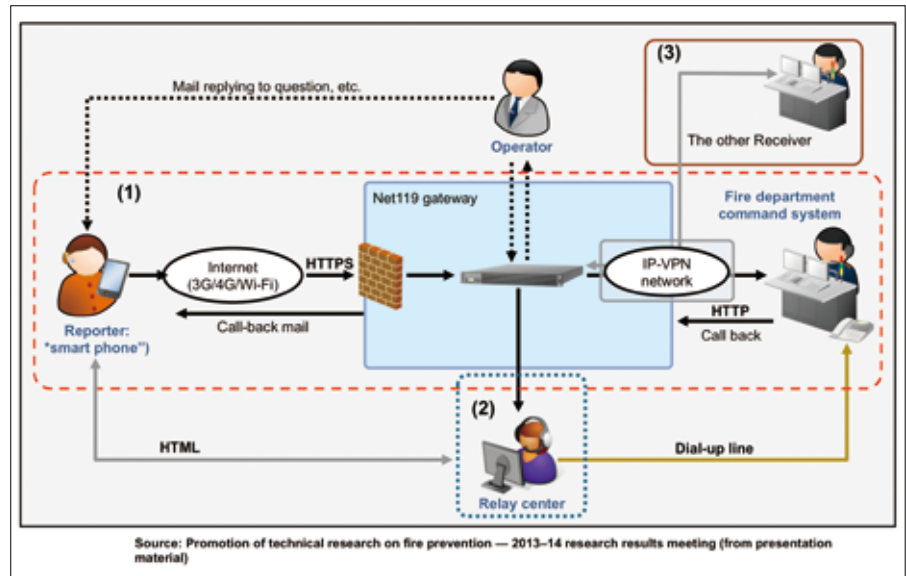 (3)
Mail replying to question, etc.
Operator
The other Receiver
(1)
Net119 gateway
Fire department
command system
Internet
(3G/4G/Wi-Fi)
HTTPS
IP-VPN
network
Reporter:
"smart phone")
Call-back mail
HTTP
Call back
(2)
HTML
Dial-up line
Relay center
Source: Promotion of technical research on fire prevention — 2013–14 research results meeting (from presentation
material)